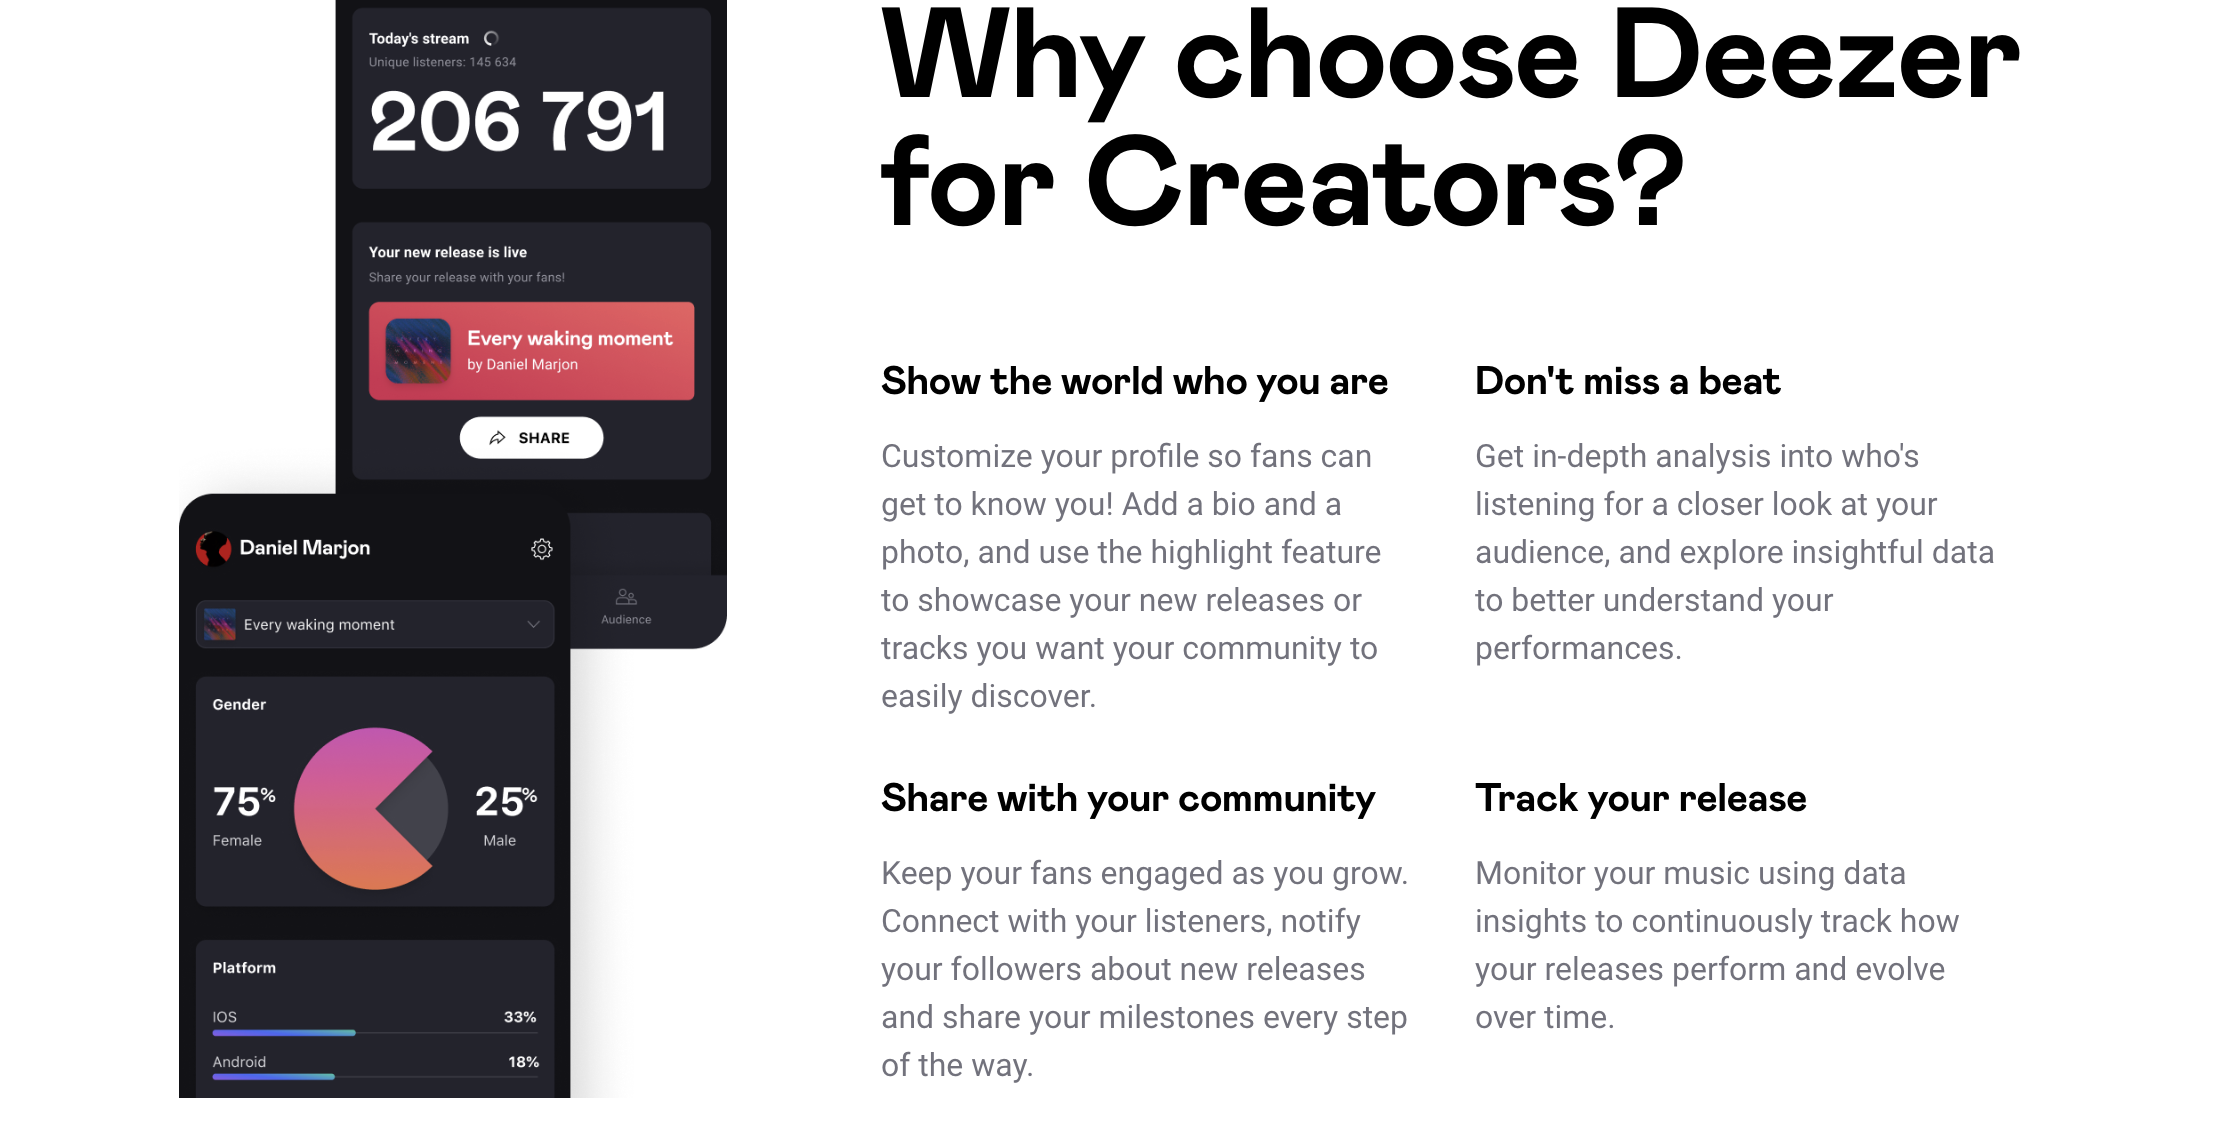 Today's stream
Unique listeners: 145 634
206 791
Your new release is live
Share your release with your fans!
Every waking moment
by Daniel Marjon
SHARE
Audience
Daniel Marjon
Every waking moment
Gender
75%
Female
25%
Male
Platform
IOS
33%
Android
18%
Why choose Deezer
for Creators?
Show the world who you are
Customize your profile so fans can
get to know you! Add a bio and a
photo, and use the highlight feature
to showcase your new releases or
tracks you want your community to
easily discover.
Don't miss a beat
Get in-depth analysis into who's
listening for a closer look at your
audience, and explore insightful data
to better understand your
performances.
Share with your community
Keep your fans engaged as you grow.
Connect with your listeners, notify
your followers about new releases
and share your milestones every step
of the way.
Track your release
Monitor your music using data
insights to continuously track how
your releases perform and evolve
over time.